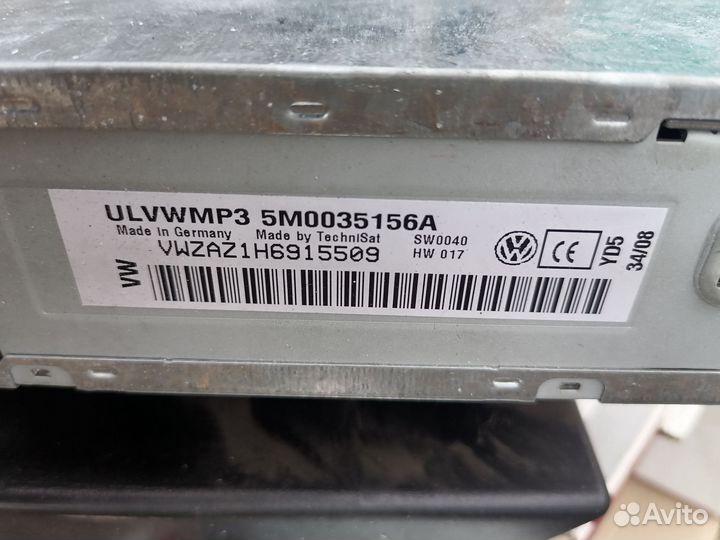 ULVWMP3 5M0035156A
Made in Germany Made by TechniSat SW0040
VWZAZ1H6915509 HW 017
VW
CE
YD5
34/08
Avito